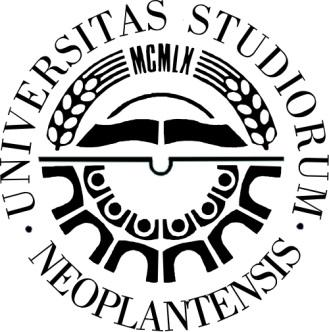 UNIVERSITAS STUDIORUM
MCMLX
· NEOPLANTENSIS ·